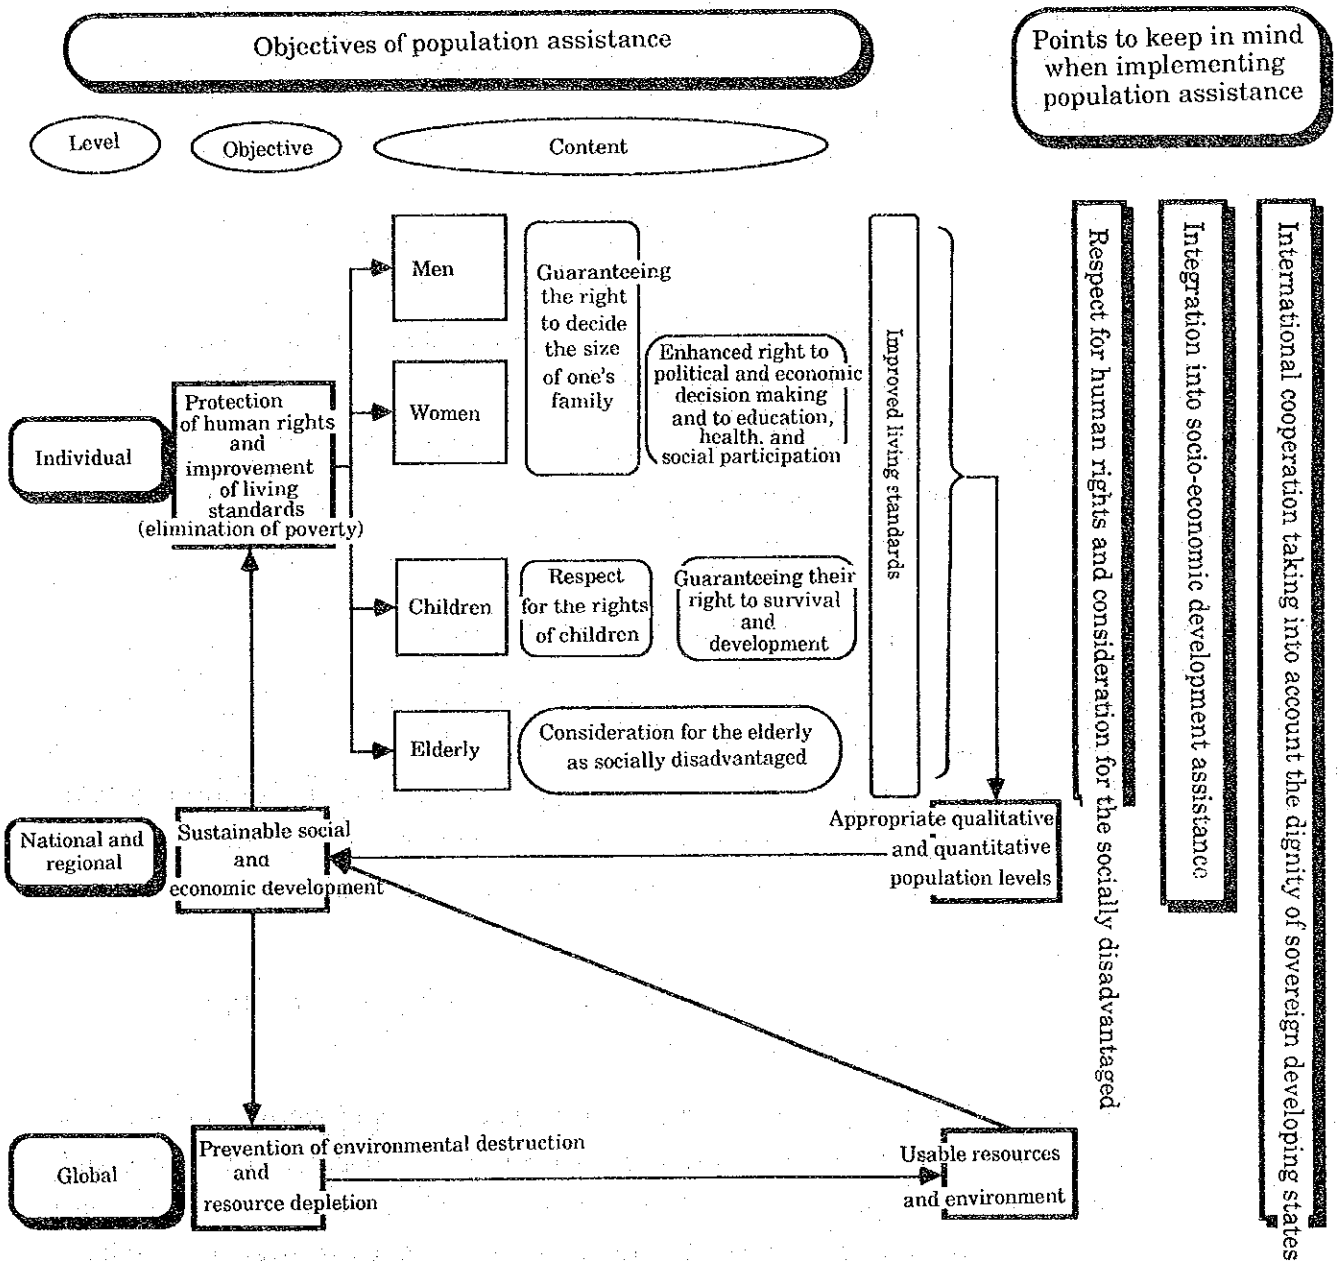 Objectives of population assistance
Points to keep in mind
when implementing
population assistance
Level
Objective
Content
Individual
Protection
of human rights
and
improvement
of living
standards
(elimination of poverty)
Men
Women
Guaranteeing
the right
to decide
the size
of one's
family
Enhanced right to
political and economic
decision making
and to education,
health, and
social participation
Children
Respect
for the rights
of children
Guaranteeing their
right to survival
and
development
Elderly
Consideration for the elderly
as socially disadvantaged
Improved living standards
National and
regional
Sustainable social
and
economic development
Appropriate qualitative
and quantitative
population levels
Global
Prevention of environmental destruction
and
resource depletion
Usable resources
and environment
Respect for human rights and consideration for the socially disadvantaged
Integration into socio-economic development assistance
International cooperation taking into account the dignity of sovereign developing states